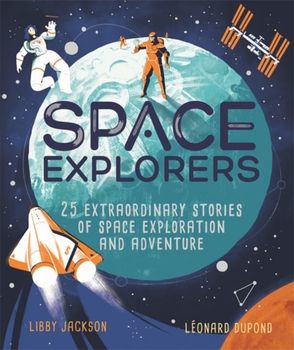 SPACE
EXPLORERS
25 EXTRAORDINARY STORIES
OF SPACE EXPLORATION
AND ADVENTURE
LIBBY JACKSON
LÉONARD DUPOND